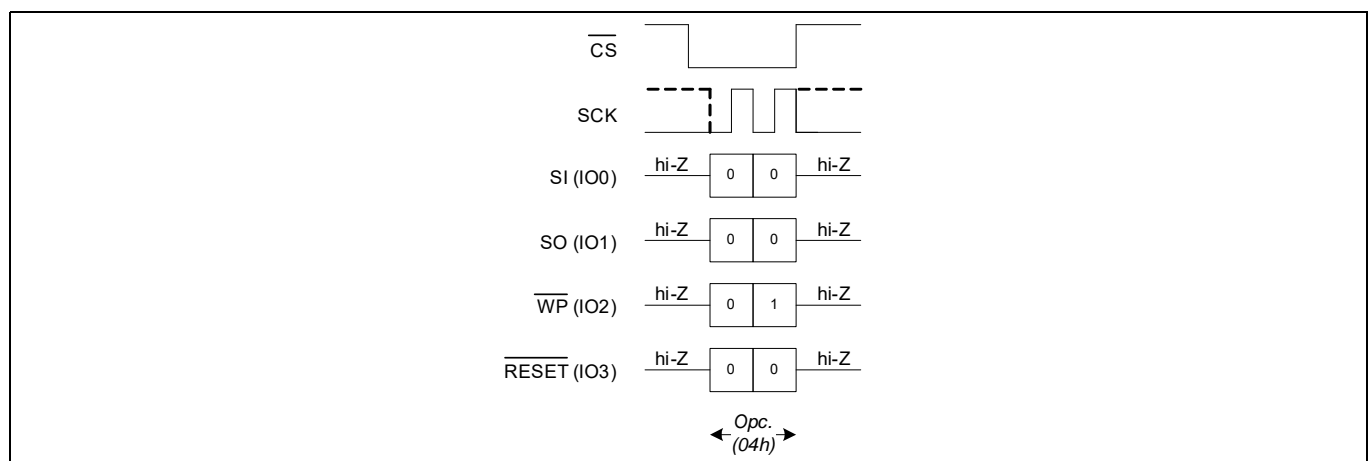 CS
SCK
SI (IO0) hi-Z 0 0 hi-Z
SO (IO1) hi-Z 0 0 hi-Z
WP (IO2) hi-Z 0 1 hi-Z
RESET (IO3) hi-Z 0 0 hi-Z
Opc.
(04h)